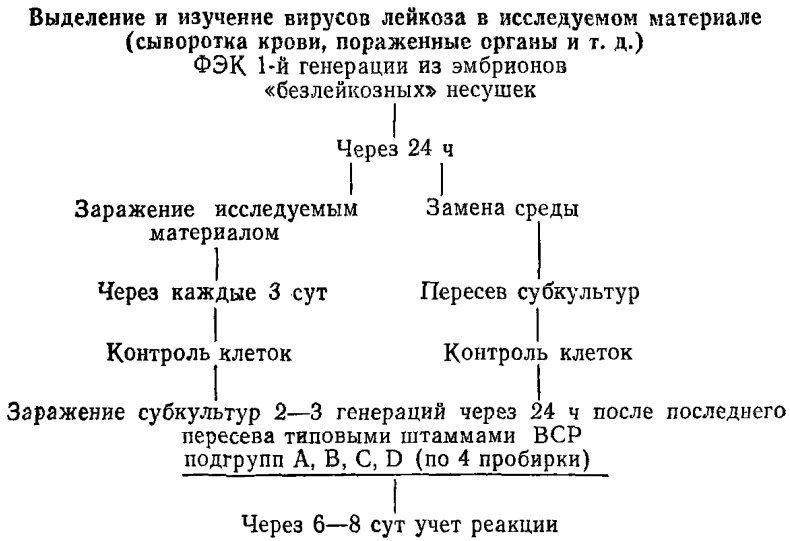 Выделение и изучение вирусов лейкоза в исследуемом материале
(сыворотка крови, пораженные органы и т. д.)
ФЭК 1-й генерации из эмбрионов
«безлейкозных» несушек
Через 24 ч
Заражение исследуемым
материалом
Замена среды
Через каждые 3 сут
Пересев субкультур
Контроль клеток
Контроль клеток
Заражение субкультур 2—3 генераций через 24 ч после последнего
пересева типовыми штаммами ВСР
подгрупп А, В, С, D (по 4 пробирки)
Через 6—8 сут учет реакции